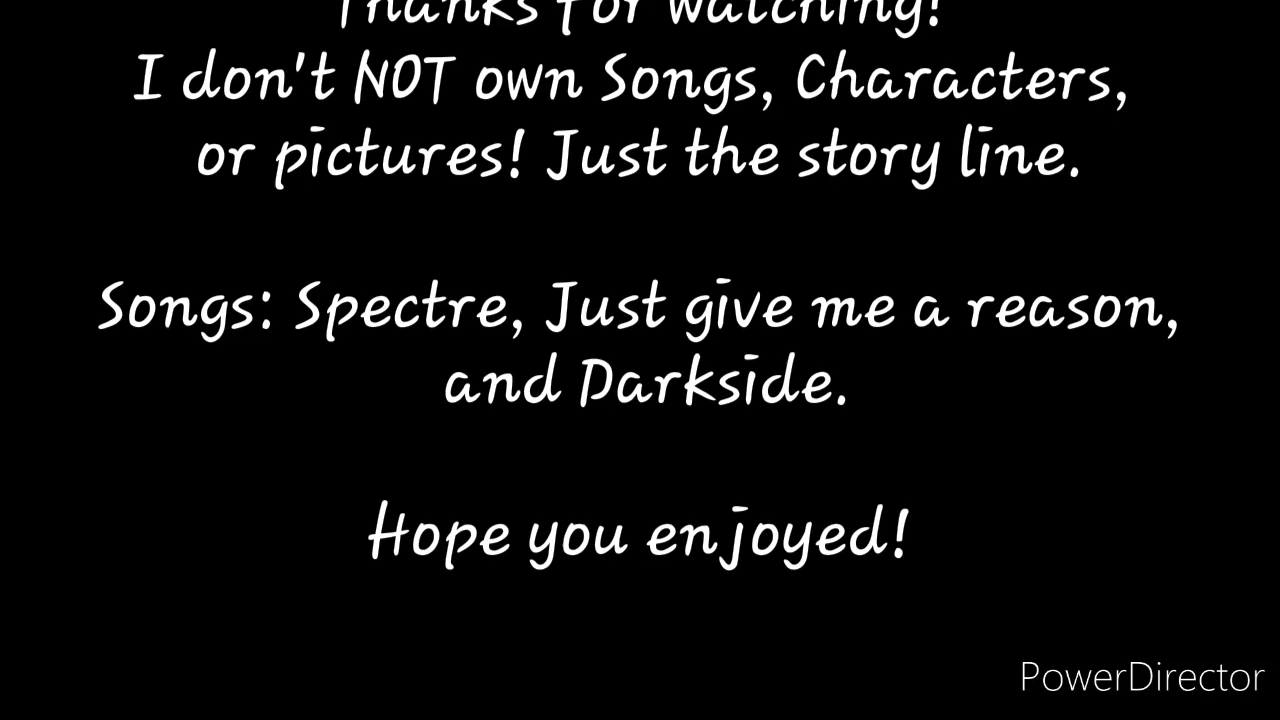 Thanks for watching!
I don't NOT own Songs, Characters,
or pictures! Just the story line.
Songs: Spectre, Just give me a reason,
and Darkside.
Hope you enjoyed!
PowerDirector